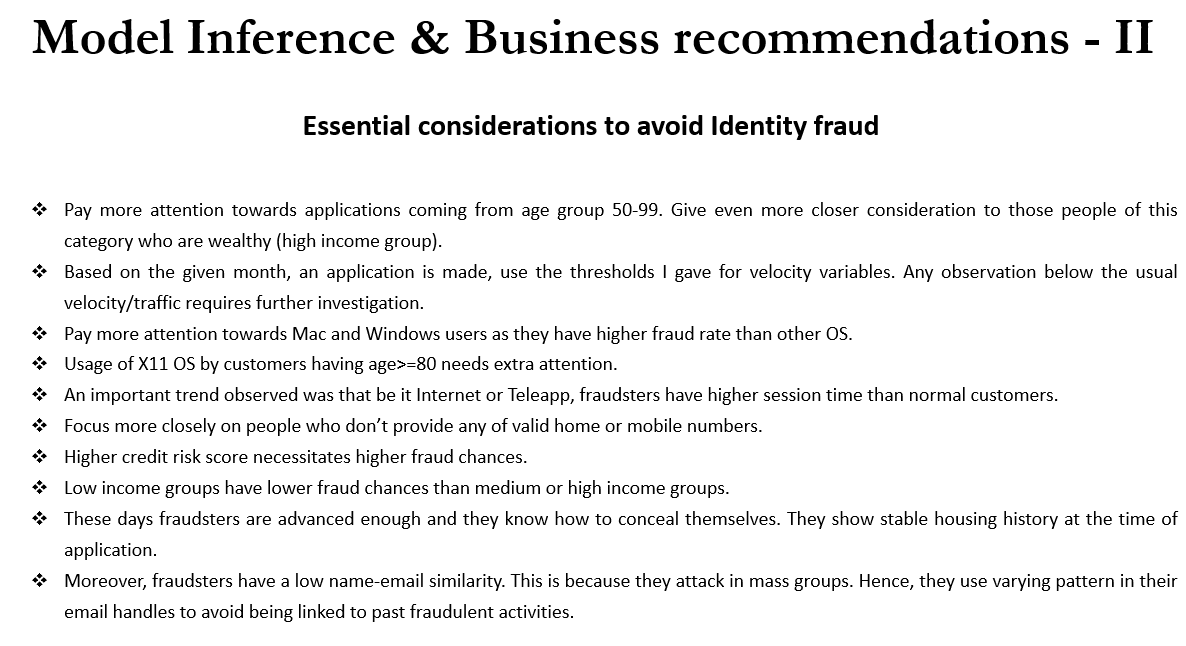 Model Inference & Business recommendations - II
Essential considerations to avoid Identity fraud
❖ Pay more attention towards applications coming from age group 50-99. Give even more closer consideration to those people of this
category who are wealthy (high income group).
❖ Based on the given month, an application is made, use the thresholds I gave for velocity variables. Any observation below the usual
velocity/traffic requires further investigation.
❖ Pay more attention towards Mac and Windows users as they have higher fraud rate than other OS.
❖ Usage of X11 OS by customers having age>=80 needs extra attention.
❖ An important trend observed was that be it Internet or Teleapp, fraudsters have higher session time than normal customers.
❖ Focus more closely on people who don’t provide any of valid home or mobile numbers.
❖ Higher credit risk score necessitates higher fraud chances.
❖ Low income groups have lower fraud chances than medium or high income groups.
❖ These days fraudsters are advanced enough and they know how to conceal themselves. They show stable housing history at the time of
application.
❖ Moreover, fraudsters have a low name-email similarity. This is because they attack in mass groups. Hence, they use varying pattern in their
email handles to avoid being linked to past fraudulent activities.